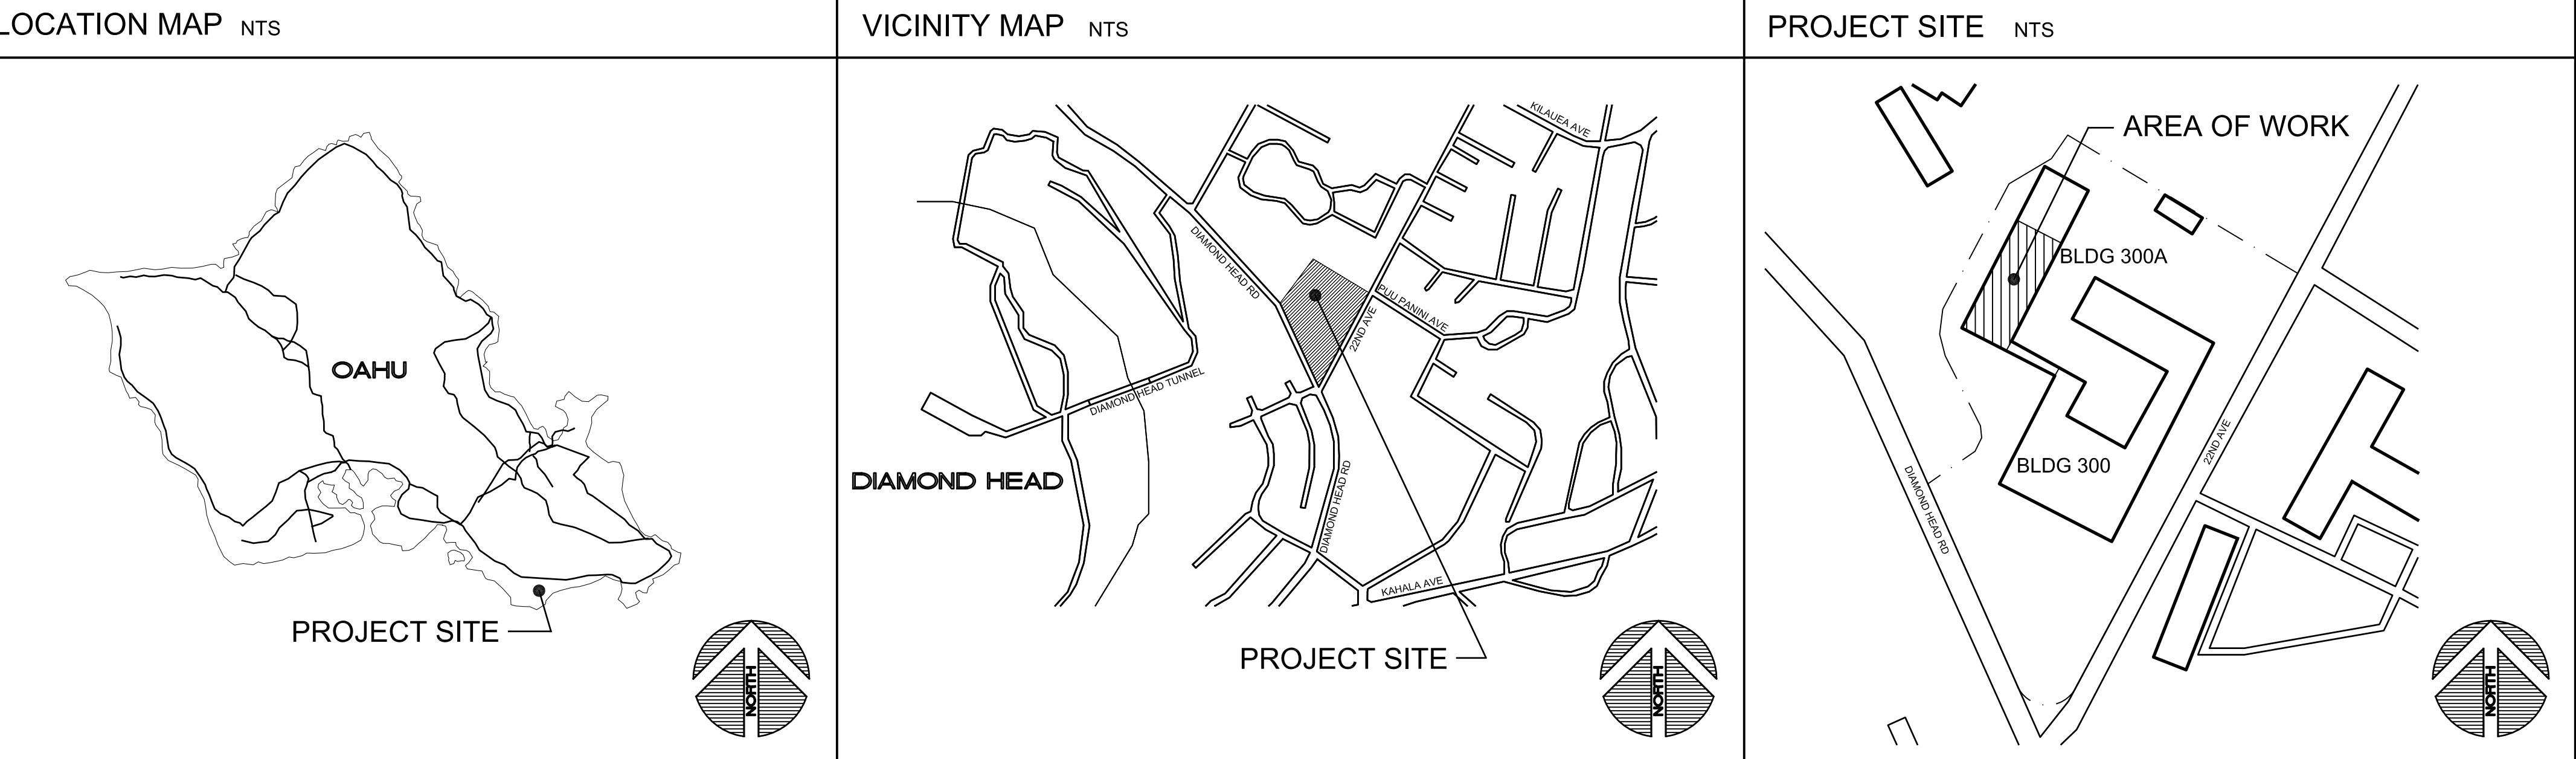 LOCATION MAP NTS
OAHU
PROJECT SITE
NORTH
VICINITY MAP NTS
KILAUEA AVE
DIAMOND HEAD RD
PUU PANINI AVE
22ND AVE
DIAMOND HEAD TUNNEL
DIAMOND HEAD
DIAMOND HEAD RD
KAHALA AVE
PROJECT SITE
NORTH
PROJECT SITE NTS
AREA OF WORK
BLDG 300A
22ND AVE
BLDG 300
DIAMOND HEAD RD
NORTH